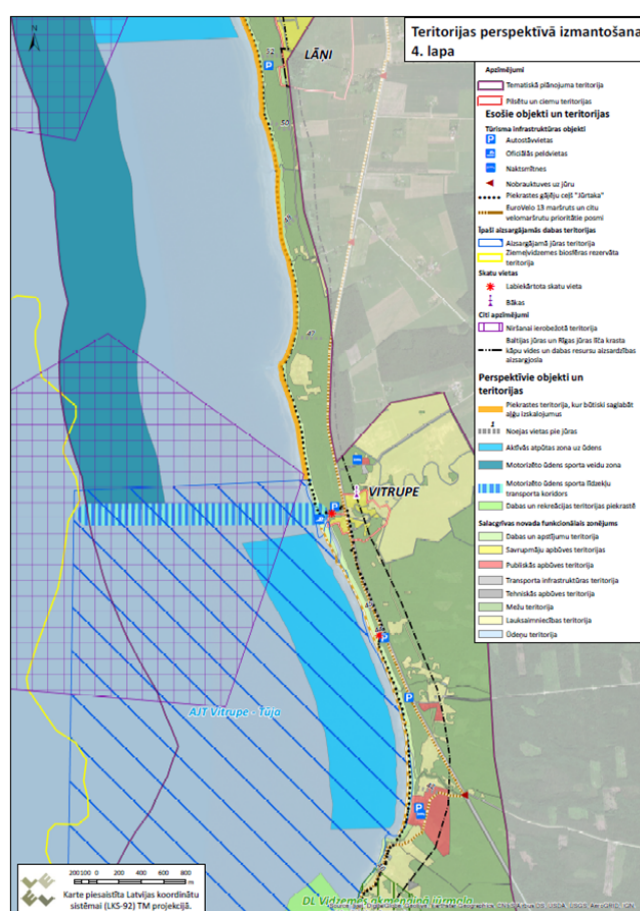 Teritorijas perspektīvā izmantošana
4. lapa
Apzīmējumi
Tematiskā plānojuma teritorija
Pilsētu un ciemu teritorijas
Esošie objekti un teritorijas
Tūrisma infrastruktūras objekti
Autostāvvietas
Oficiālās peldvietas
Naktsmītnes
Nobrauktuves uz jūru
Piekrastes gājēju ceļš "Jūrtaka"
EuroVelo 13 maršruts un citu
velomaršrutu prioritātie posmi
Īpaši aizsargājamās dabas teritorijas
Aizsargājamā jūras teritorija
Ziemeļvidzemes biosfēras rezervāta
teritorija
Skatu vietas
Labiekārtota skatu vieta
Bākas
Citi apzīmējumi
Niršanai ierobežotā teritorija
Baltijas jūras un Rīgas jūras līča krasta
kāpu vides un dabas resursu aizsardzības
aizsargjosla
Perspektīvie objekti un
teritorijas
Piekrastes teritorija, kur būtiski saglabāt
aļģu izskalojumus
Noejas vietas pie jūras
Aktīvās atpūtas zona uz ūdens
Motorizēto ūdens sporta veidu zona
Motorizēto ūdens sporta līdzekļu
transporta koridors
Dabas un rekreācijas teritorijas piekrastē
Salacgrīvas novada funkcionālais zonējums
Dabas un apstījumu teritorija
Savrupmāju apbūves teritorijas
Publiskās apbūves teritorija
Transporta infrastruktūras teritorija
Tehniskās apbūves teritorija
Mežu teritorija
Lauksaimniecības teritorija
Ūdeņu teritorija
N
LĀŅI
50
47
VITRUPE
AJT Vitrupe - Tūja
DL Vidzemes akmeņainā jūrmala
200 100 0 200 400 600 800
m
Karte piesaistīta Latvijas koordinātu
sistēmai (LKS-92) TM projekcijā.